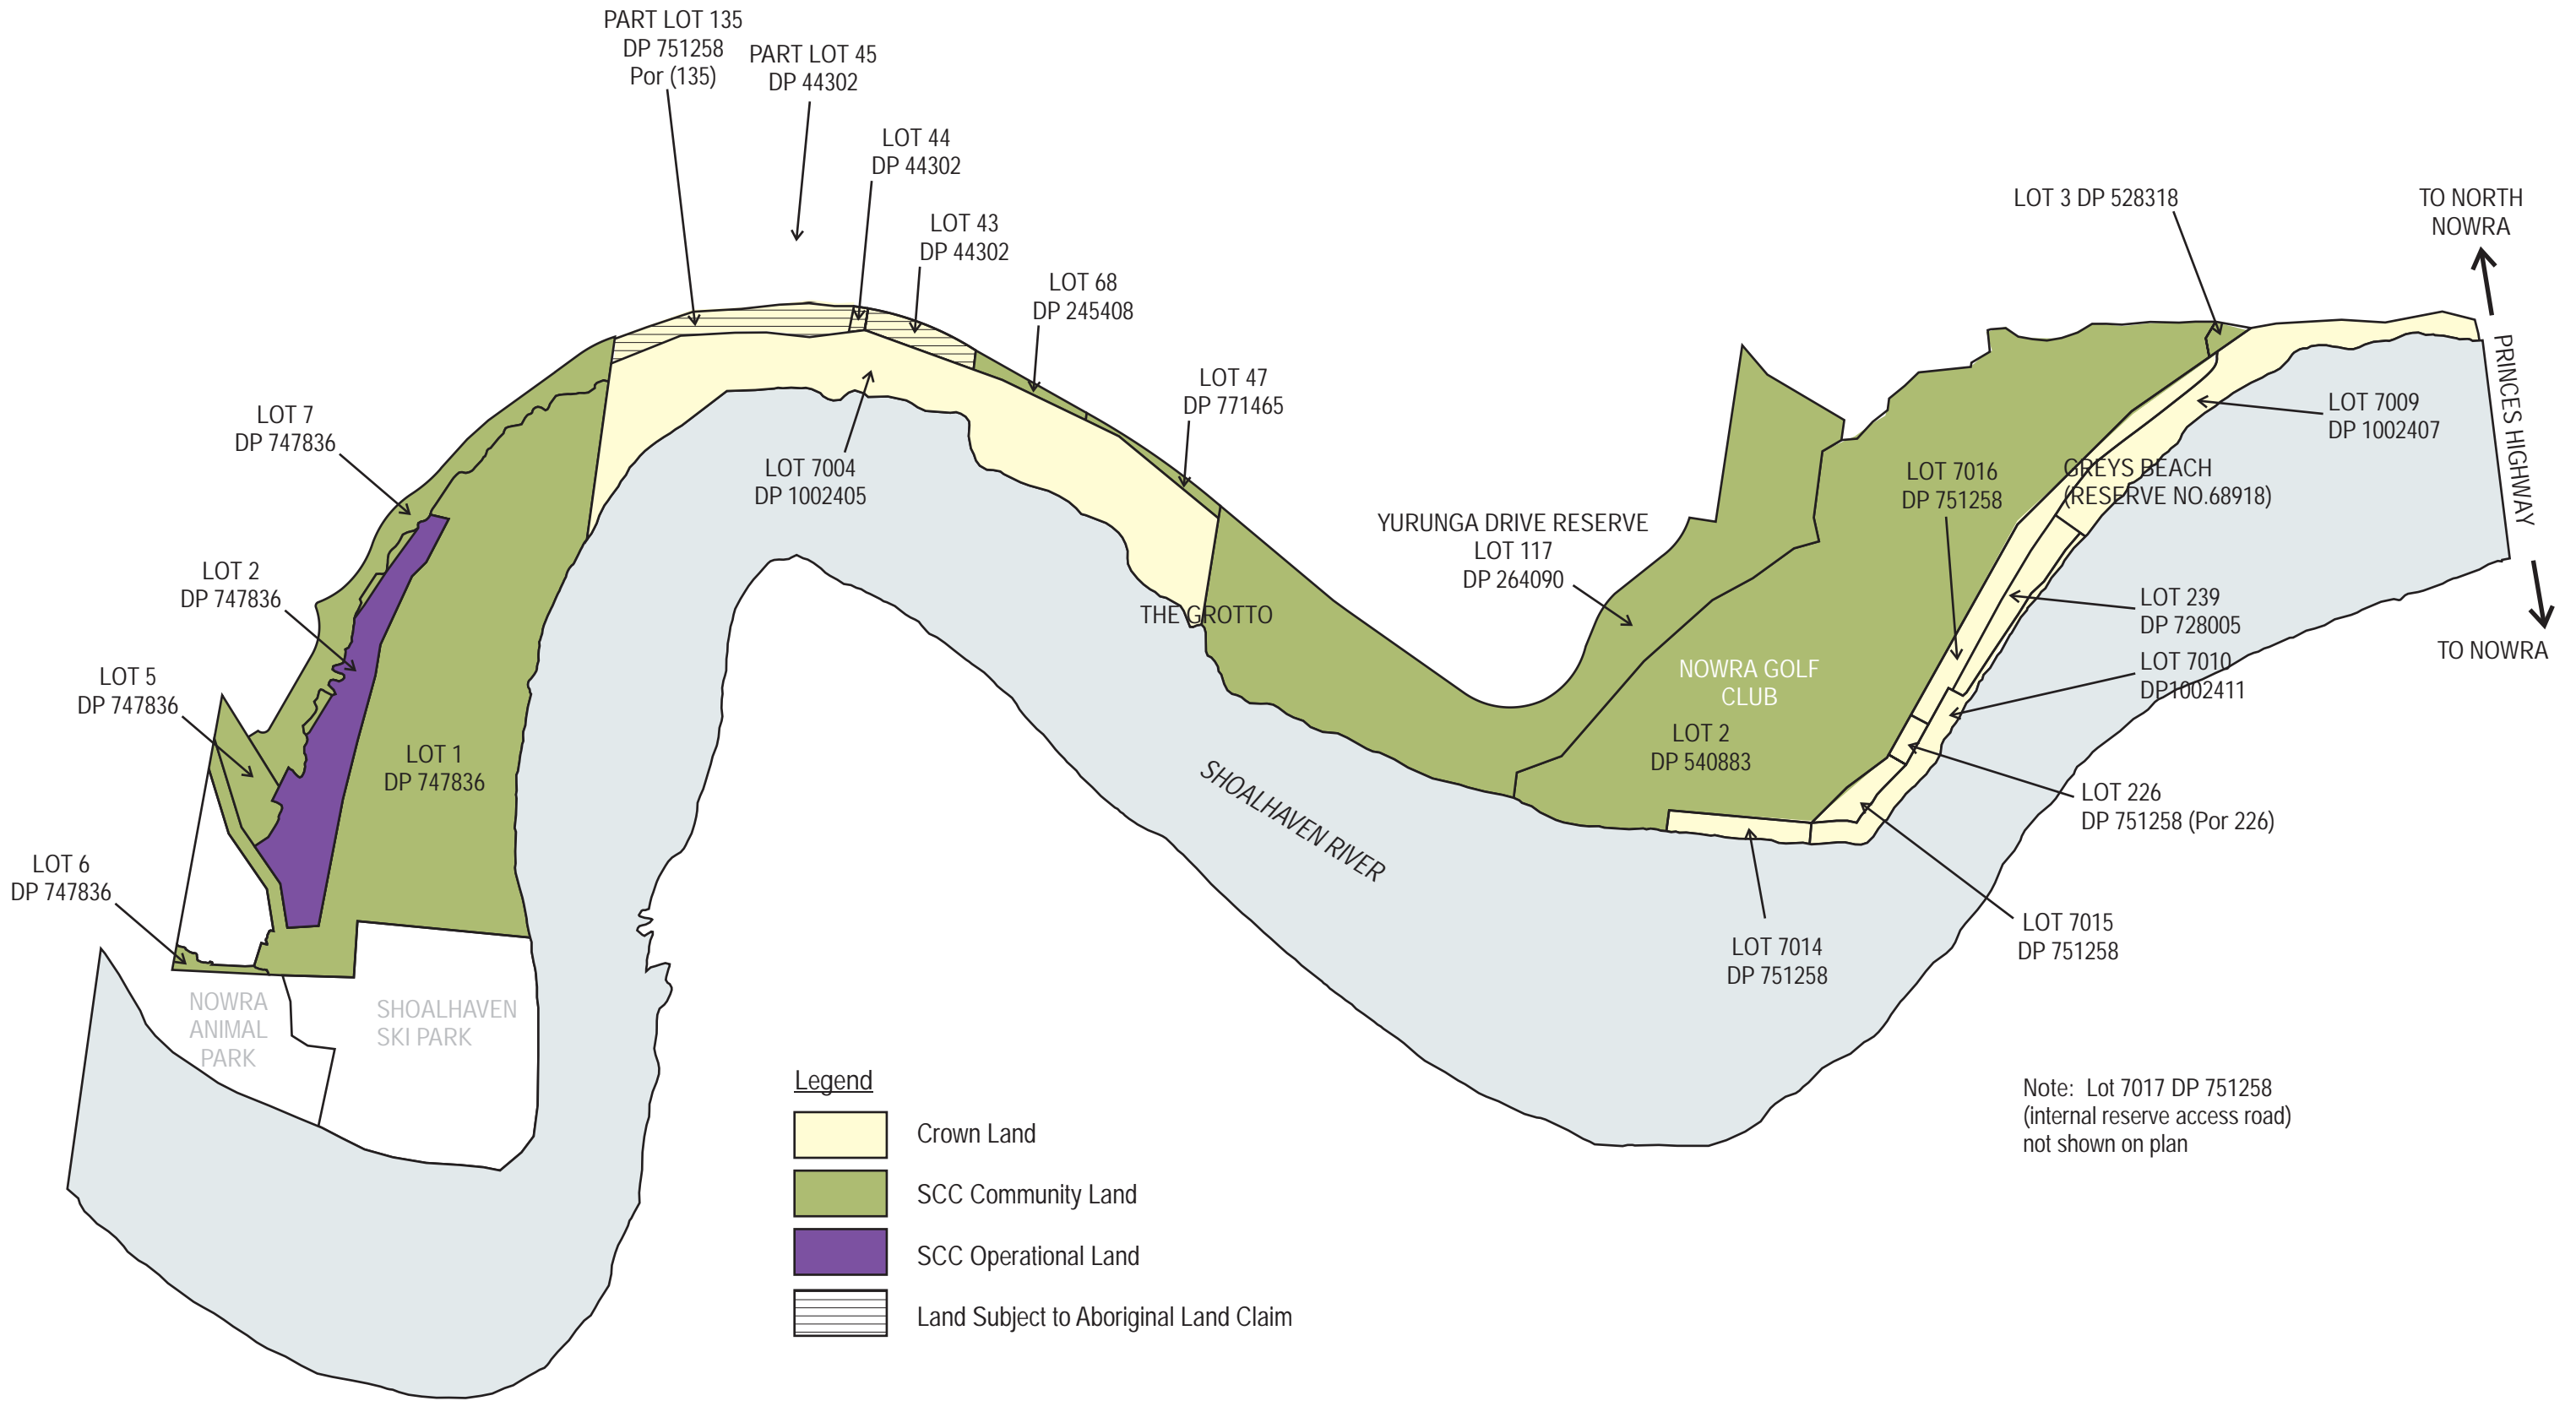 PART LOT 135
DP 751258
Por (135)
PART LOT 45
DP 44302
LOT 44
DP 44302
LOT 43
DP 44302
LOT 68
DP 245408
LOT 47
DP 771465
LOT 3 DP 528318
TO NORTH
NOWRA
PRINCES HIGHWAY
TO NOWRA
LOT 7
DP 747836
LOT 2
DP 747836
LOT 5
DP 747836
LOT 6
DP 747836
LOT 1
DP 747836
LOT 7004
DP 1002405
THE GROTTO
YURUNGA DRIVE RESERVE
LOT 117
DP 264090
NOWRA GOLF
CLUB
LOT 2
DP 540883
LOT 7016
DP 751258
GREYS BEACH
(RESERVE NO.68918)
LOT 7009
DP 1002407
LOT 239
DP 728005
LOT 7010
DP1002411
LOT 226
DP 751258 (Por 226)
LOT 7015
DP 751258
LOT 7014
DP 751258
SHOALHAVEN RIVER
NOWRA
ANIMAL
PARK
SHOALHAVEN
SKI PARK
Legend
Crown Land
SCC Community Land
SCC Operational Land
Land Subject to Aboriginal Land Claim
Note: Lot 7017 DP 751258
(internal reserve access road)
not shown on plan